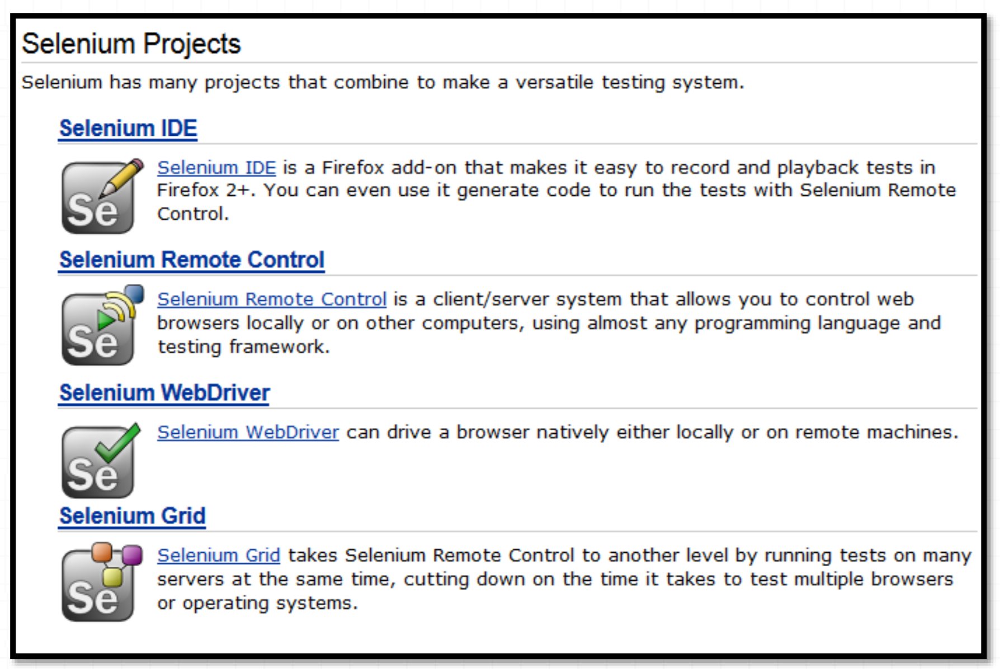 Selenium Projects
Selenium has many projects that combine to make a versatile testing system.
Selenium IDE
Se
Selenium IDE is a Firefox add-on that makes it easy to record and playback tests in
Firefox 2+. You can even use it generate code to run the tests with Selenium Remote
Control.
Selenium Remote Control
Se
Selenium Remote Control is a client/server system that allows you to control web
browsers locally or on other computers, using almost any programming language and
testing framework.
Selenium WebDriver
Se
Selenium WebDriver can drive a browser natively either locally or on remote machines.
Selenium Grid
Se
Selenium Grid takes Selenium Remote Control to another level by running tests on many
servers at the same time, cutting down on the time it takes to test multiple browsers
or operating systems.